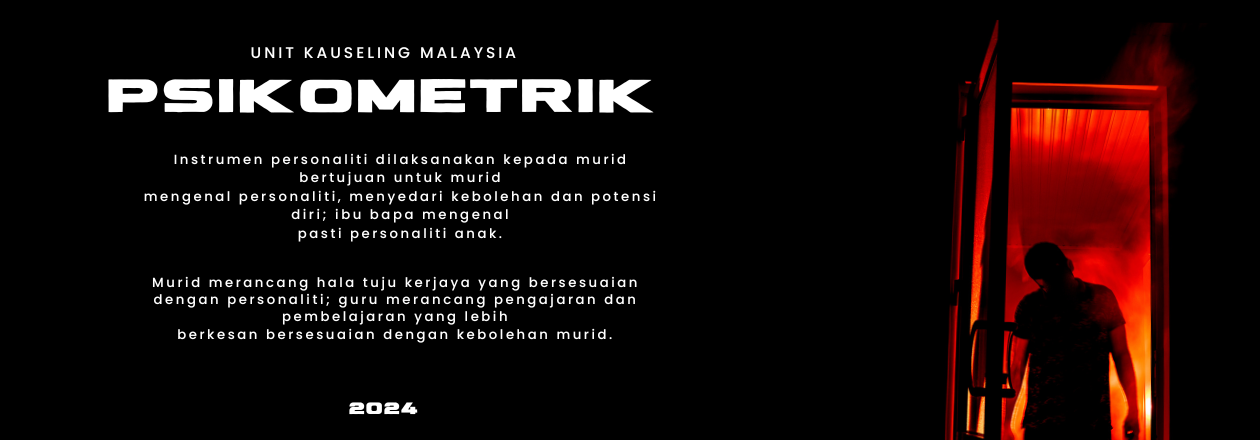 UNIT KAUSELING MALAYSIA
PSIKOMETRIK
Instrumen personaliti dilaksanakan kepada murid
bertujuan untuk murid
mengenal personaliti, menyedari kebolehan dan potensi
diri; ibu bapa mengenal
pasti personaliti anak.
Murid merancang hala tuju kerjaya yang bersesuaian
dengan personaliti; guru merancang pengajaran dan
pembelajaran yang lebih
berkesan bersesuaian dengan kebolehan murid.
2024